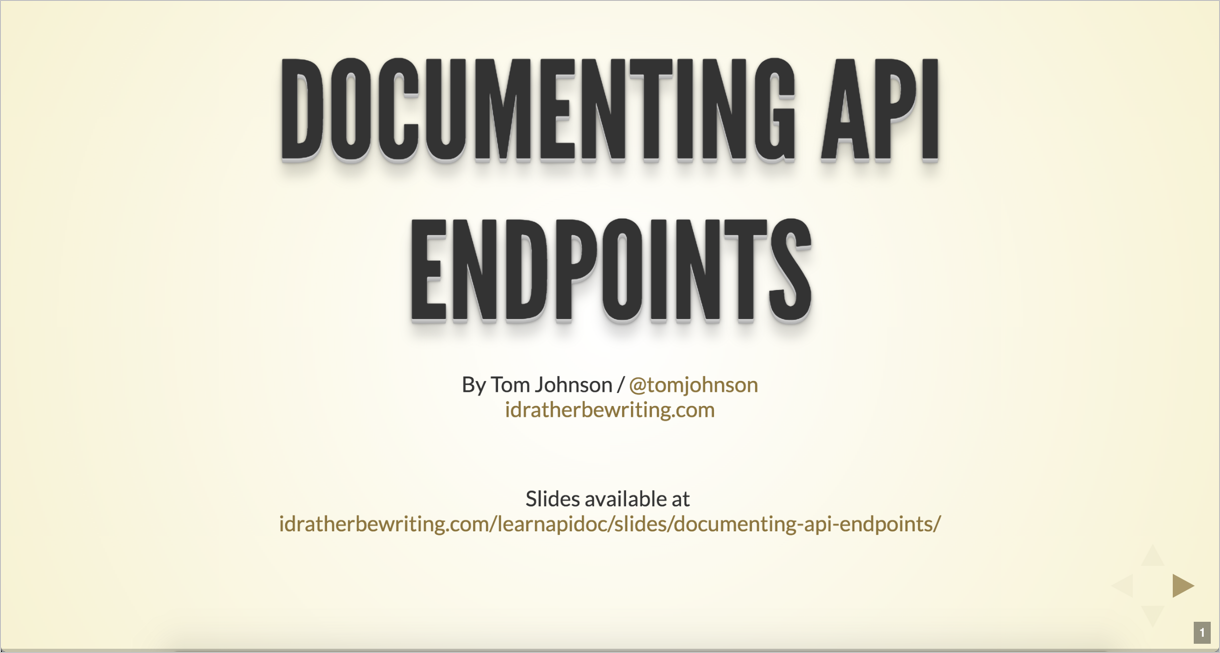 DOCUMENTING API
ENDPOINTS
By Tom Johnson / @tomjohnson
idratherbewriting.com
Slides available at
idratherbewriting.com/learnapidoc/slides/documenting-api-endpoints/
1